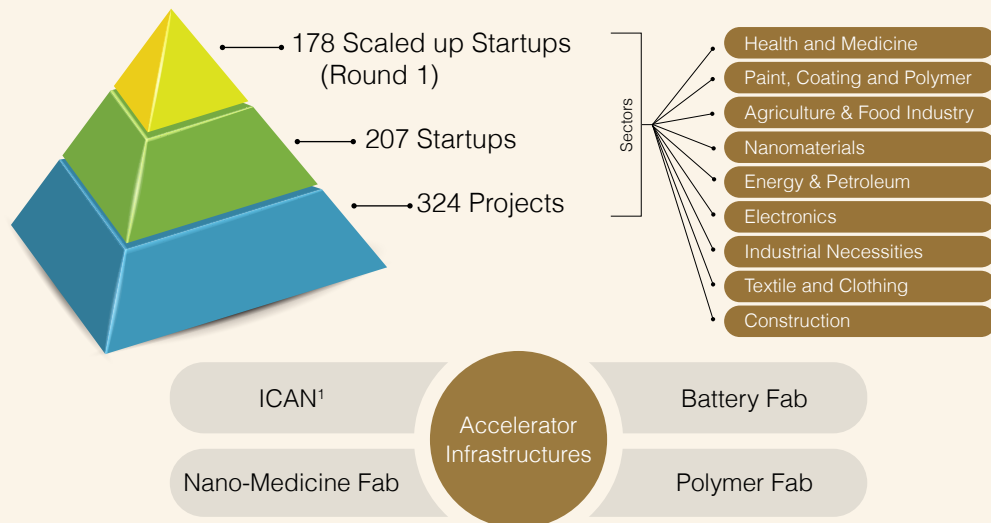 178 Scaled up Startups
(Round 1)
207 Startups
324 Projects
Sectors
Health and Medicine
Paint, Coating and Polymer
Agriculture & Food Industry
Nanomaterials
Energy & Petroleum
Electronics
Industrial Necessities
Textile and Clothing
Construction
ICAN¹
Nano-Medicine Fab
Accelerator
Infrastructures
Battery Fab
Polymer Fab